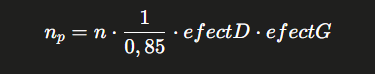 n_p = n · 1/0,85 · efectD · efectG